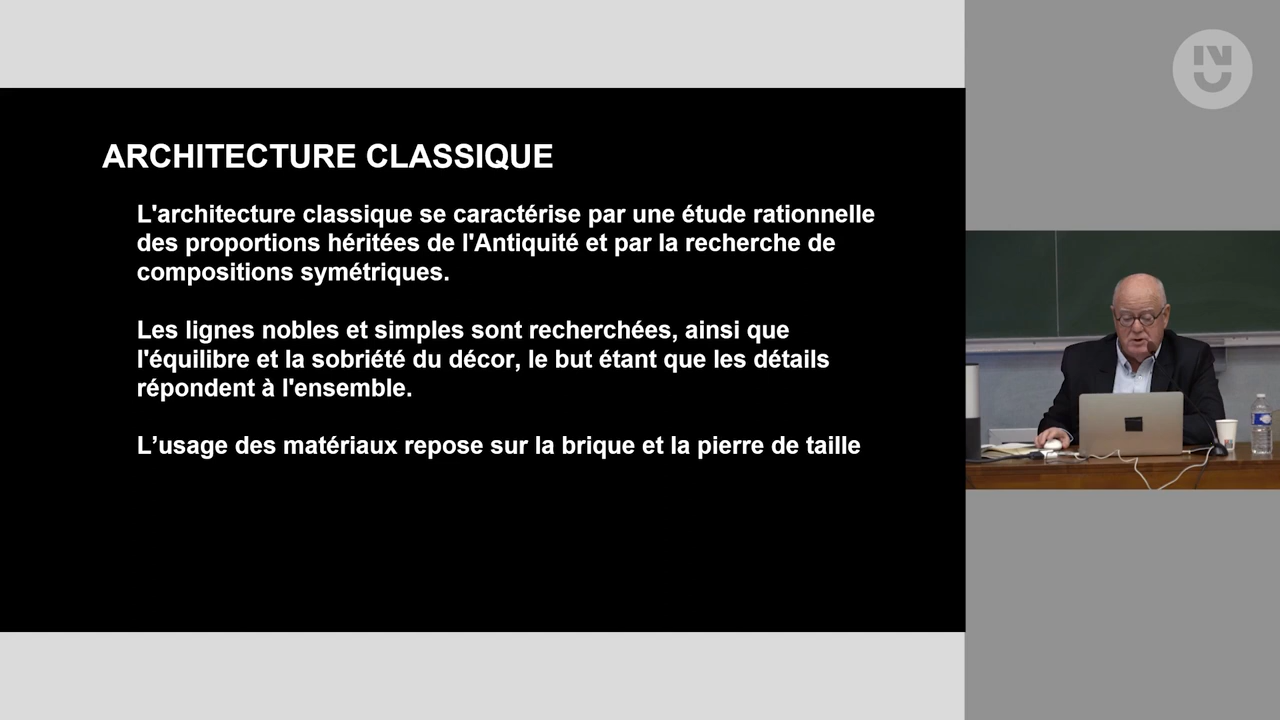 ARCHITECTURE CLASSIQUE
L'architecture classique se caractérise par une étude rationnelle
des proportions héritées de l'Antiquité et par la recherche de
compositions symétriques.
Les lignes nobles et simples sont recherchées, ainsi que
l'équilibre et la sobriété du décor, le but étant que les détails
répondent à l'ensemble.
L’usage des matériaux repose sur la brique et la pierre de taille